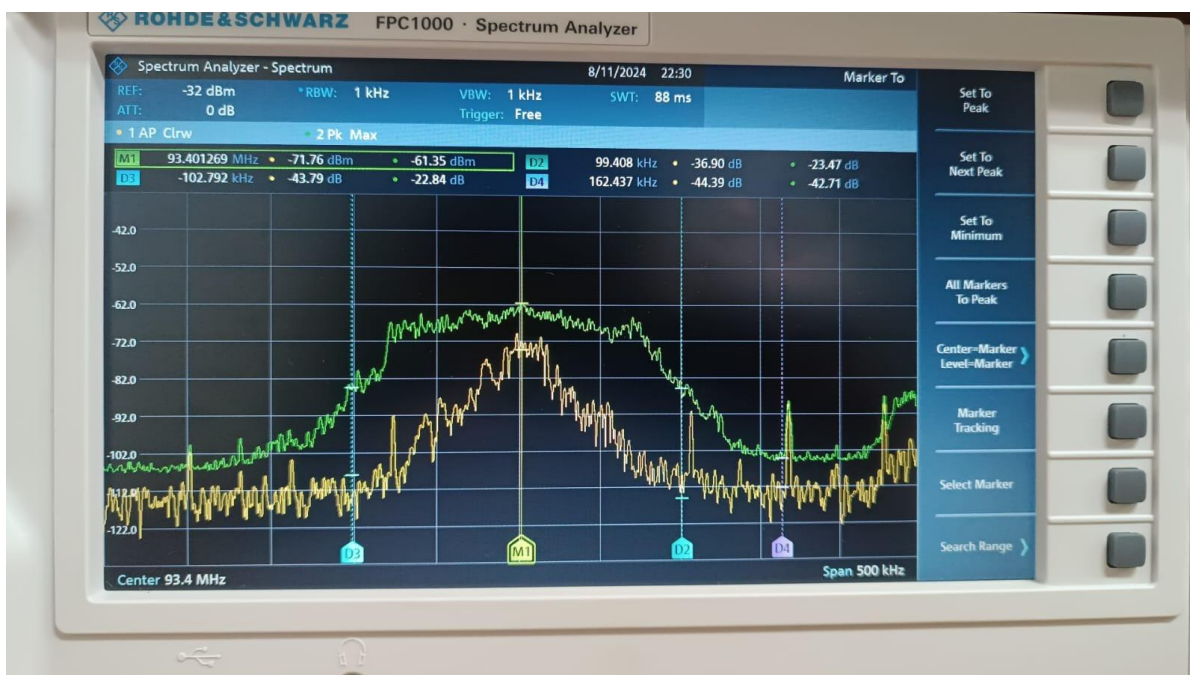 ROHDE&SCHWARZ FPC1000 · Spectrum Analyzer
Spectrum Analyzer - Spectrum 8/11/2024 22:30 Marker To
REF: -32 dBm *RBW: 1 kHz VBW: 1 kHz SWT: 88 ms
ATT: 0 dB Trigger: Free
1 AP Clrw 2 Pk Max
M1 93.401269 MHz -71.76 dBm -61.35 dBm D2 99.408 kHz -36.90 dB -23.47 dB
D3 -102.792 kHz -43.79 dB -22.84 dB D4 162.437 kHz -44.39 dB -42.71 dB
-42.0
-52.0
-62.0
-72.0
-82.0
-92.0
-102.0
-112.0
-122.0
D3 M1 D2 D4
Center 93.4 MHz Span 500 kHz
Set To
Peak
Set To
Next Peak
Set To
Minimum
All Markers
To Peak
Center=Marker
Level=Marker
Marker
Tracking
Select Marker
Search Range